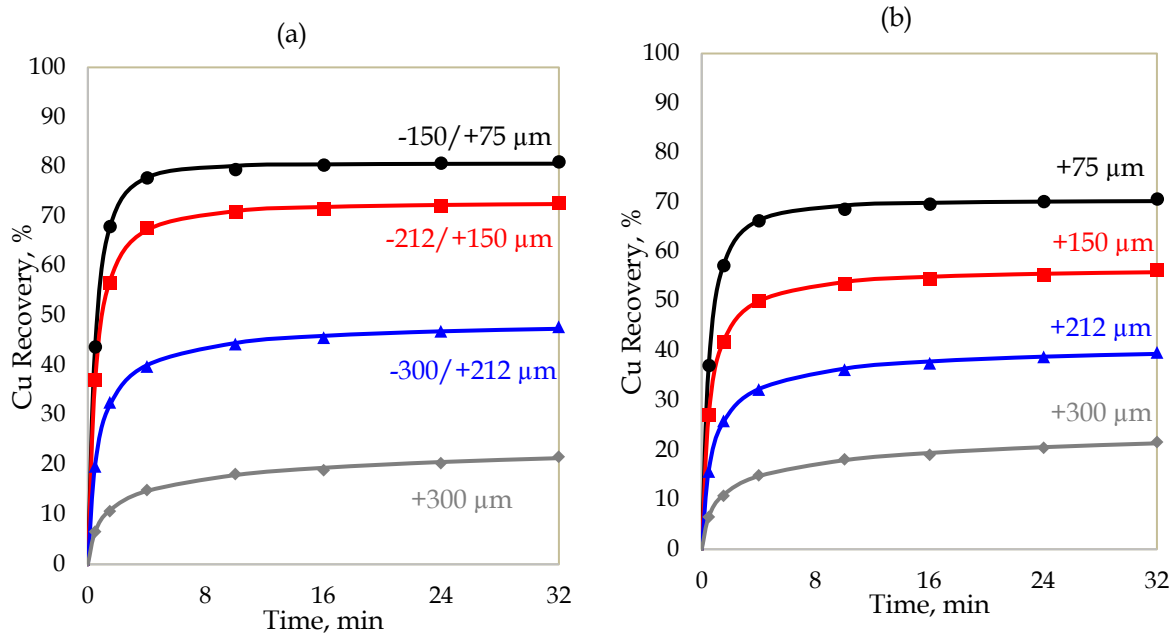 (a)
Cu Recovery, %
100
90
80
70
60
50
40
30
20
10
0
-150/+75 µm
-212/+150 µm
-300/+212 µm
+300 µm
0 8 16 24 32
Time, min
(b)
Cu Recovery, %
100
90
80
70
60
50
40
30
20
10
0
+75 µm
+150 µm
+212 µm
+300 µm
0 8 16 24 32
Time, min